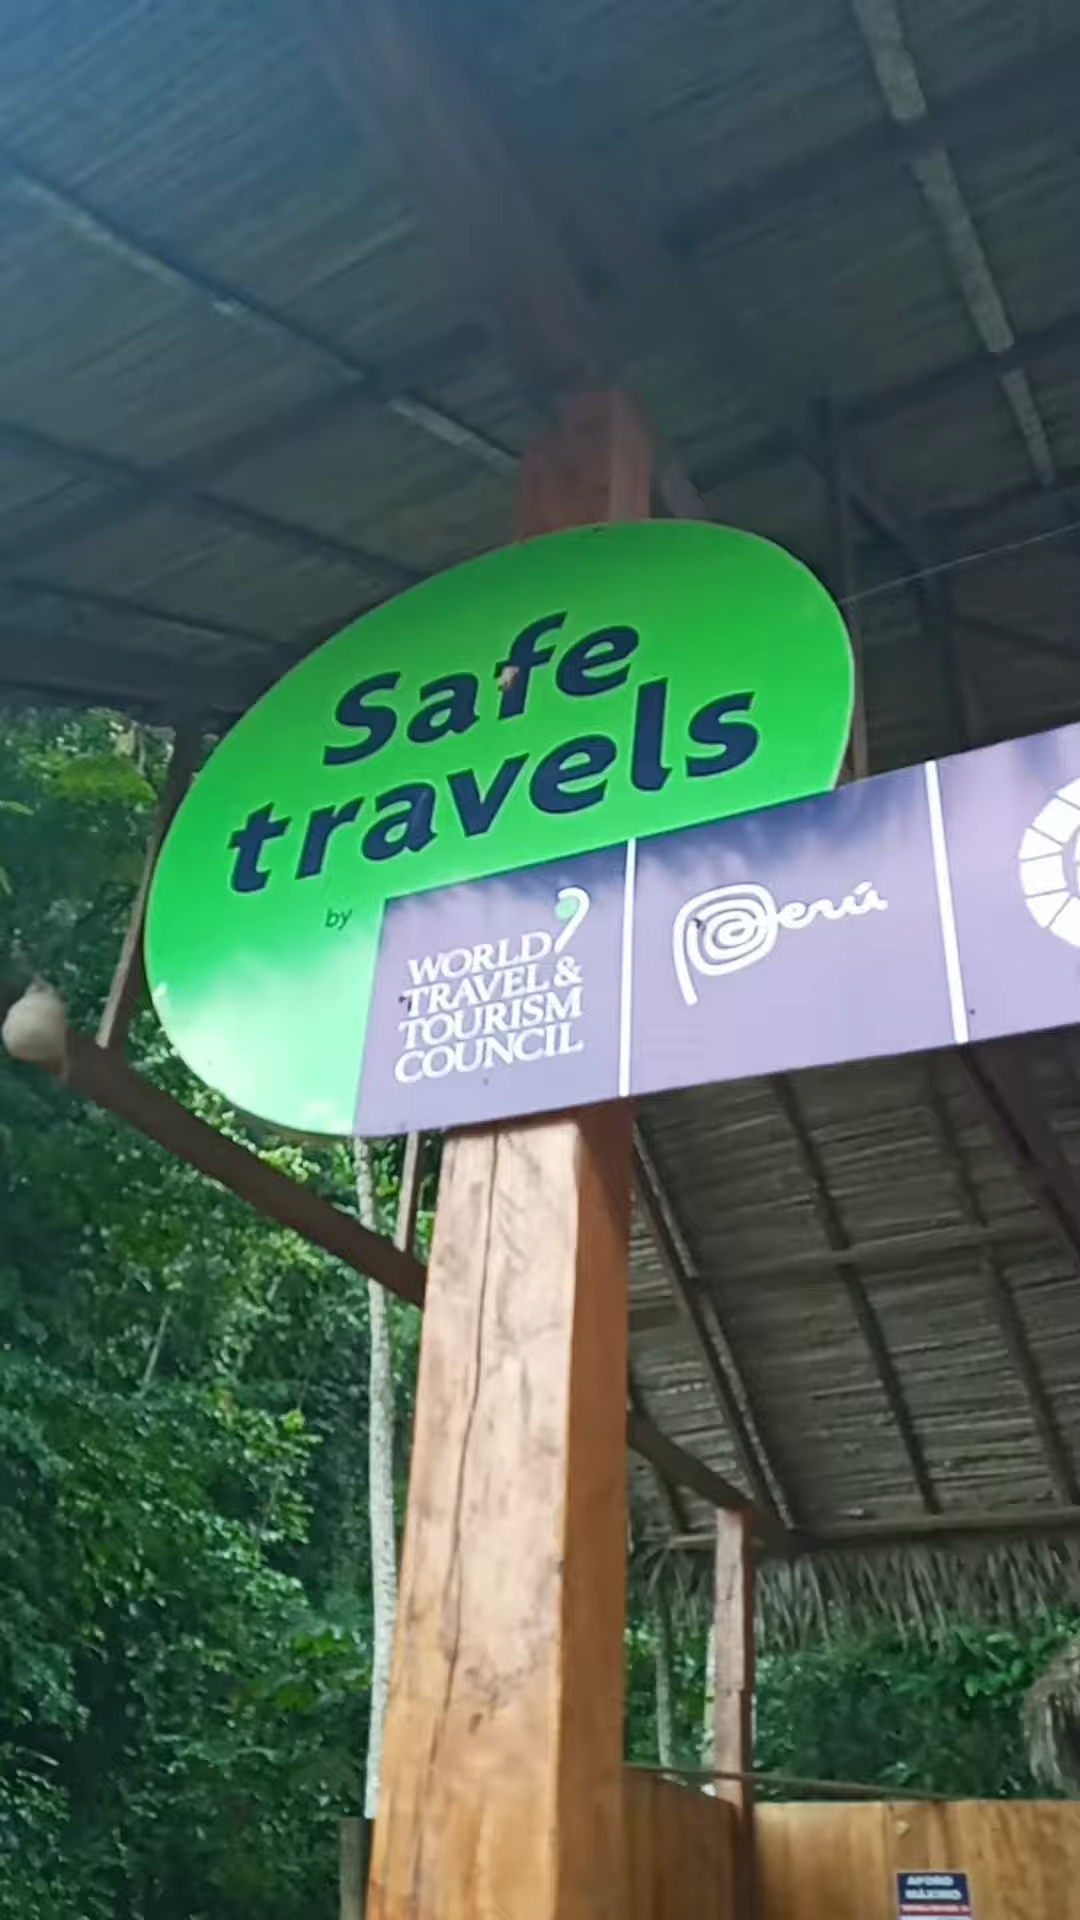 Safe
travels
by
WORLD
TRAVEL &
TOURISM
COUNCIL
Perú
AFORO
MÁXIMO